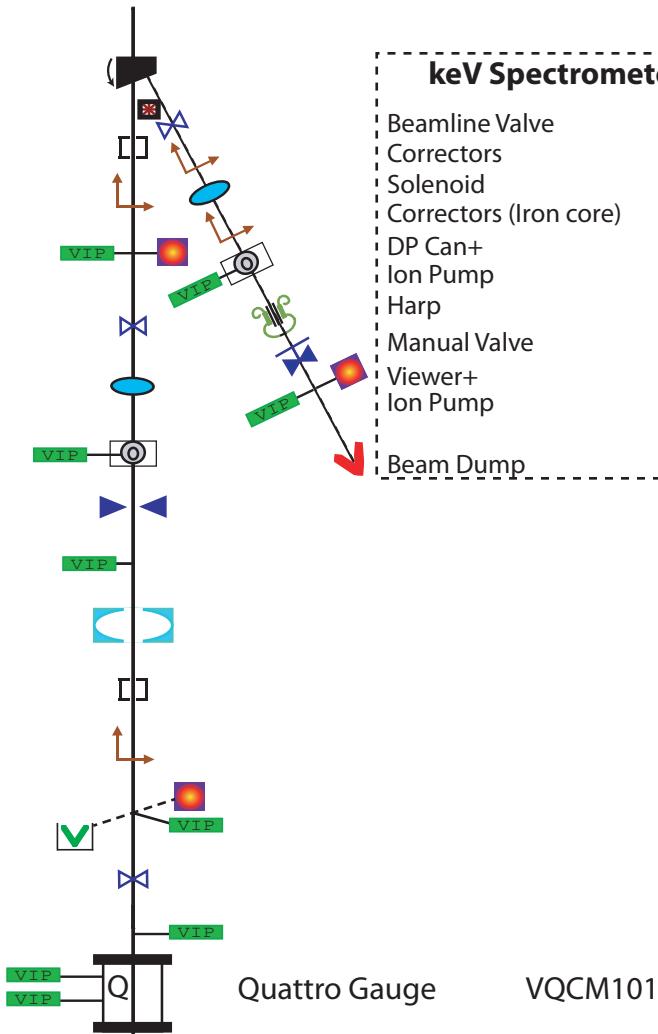 keV Spectromete
Beamline Valve
Correctors
Solenoid
Correctors (Iron core)
DP Can+
Ion Pump
Harp
Manual Valve
Viewer+
Ion Pump
Beam Dump
VIP
VIP
VIP
VIP
VIP
VIP
VIP
VIP
VIP
VIP
Q
Quattro Gauge VQCM101